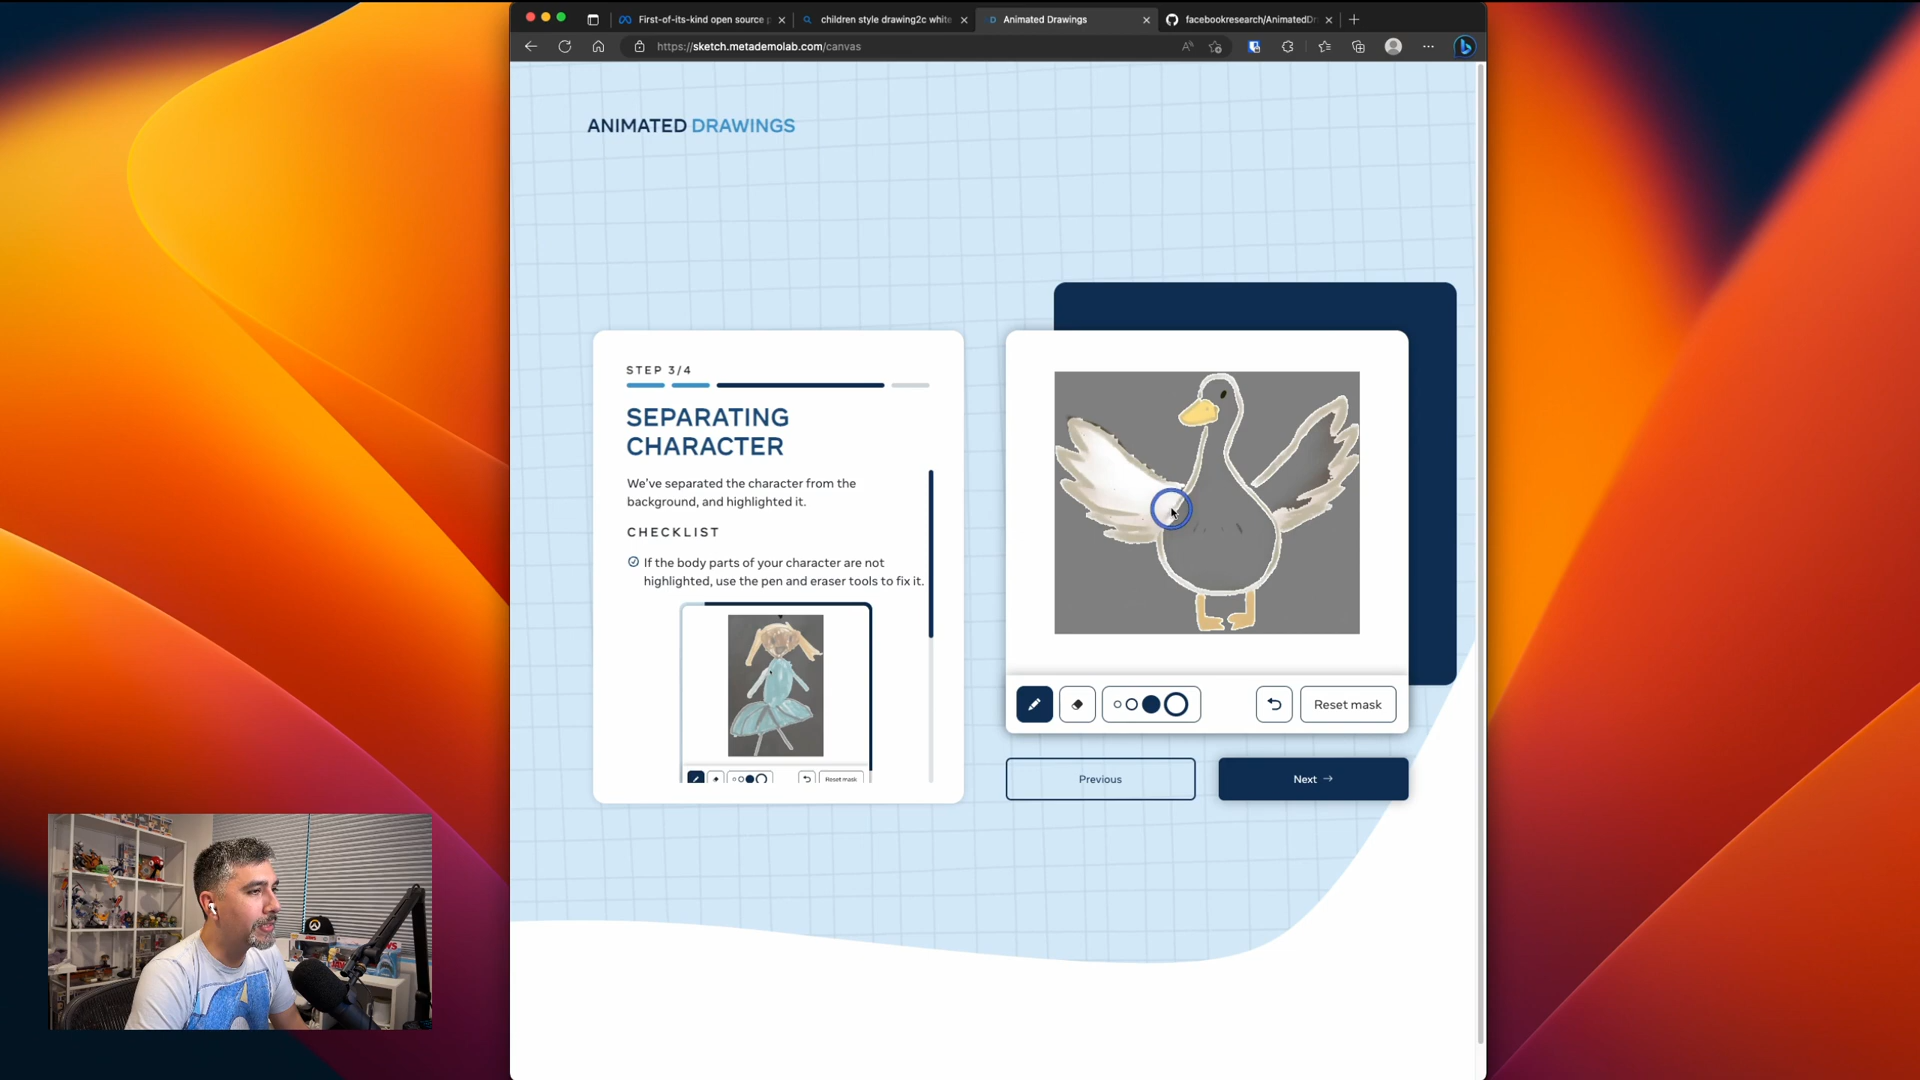 First-of-its-kind open source p
children style drawing2c white
Animated Drawings
facebookresearch/AnimatedDr
https://sketch.metademolab.com/canvas
ANIMATED DRAWINGS
STEP 3/4
SEPARATING
CHARACTER
We've separated the character from the
background, and highlighted it.
CHECKLIST
If the body parts of your character are not
highlighted, use the pen and eraser tools to fix it.
Reset mask
Reset mask
Previous
Next →